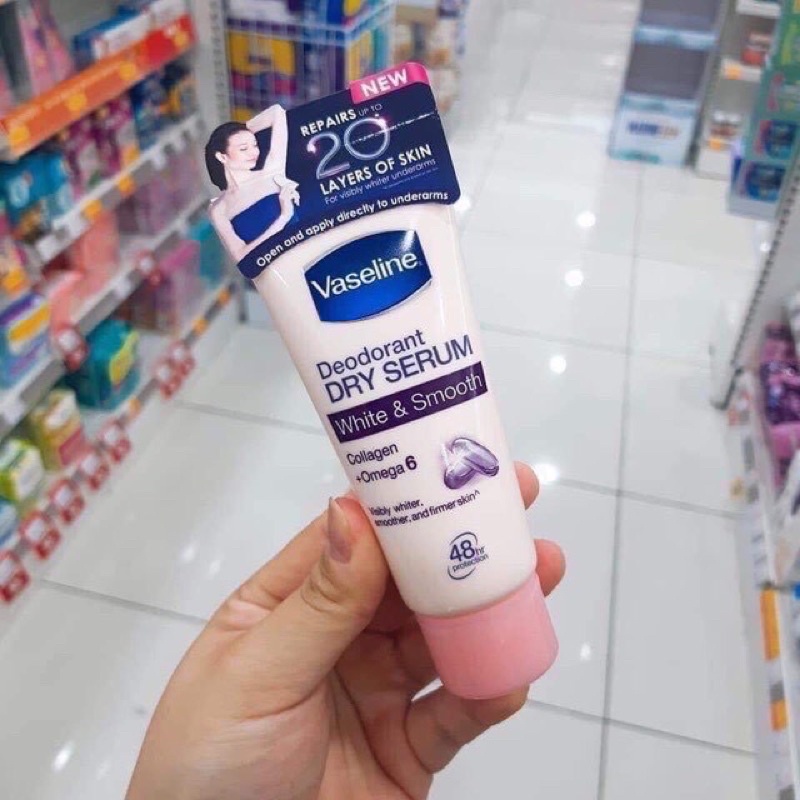 NEW
REPAIRS UP TO
20
LAYERS OF SKIN
For visibly whiter underarms
Open and apply directly to underarms
Vaseline
Deodorant
DRY SERUM
White & Smooth
Collagen
+Omega 6
Visibly whiter,
smoother, and firmer skin^
48hr
protection